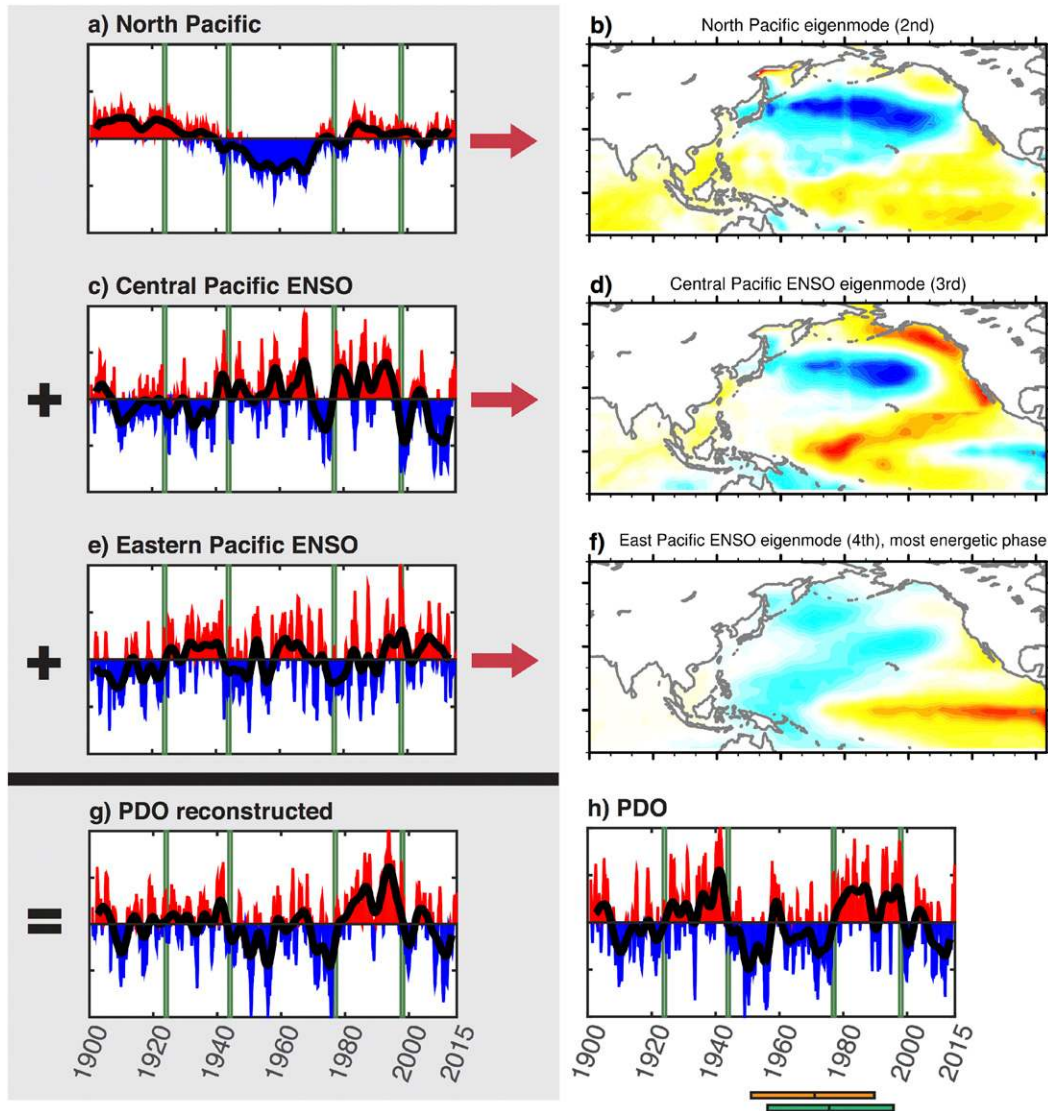 a) North Pacific
b) North Pacific eigenmode (2nd)
c) Central Pacific ENSO
d) Central Pacific ENSO eigenmode (3rd)
+
e) Eastern Pacific ENSO
f) East Pacific ENSO eigenmode (4th), most energetic phase
+
g) PDO reconstructed
h) PDO
=
1900 1920 1940 1960 1980 2000 2015
1900 1920 1940 1960 1980 2000 2015